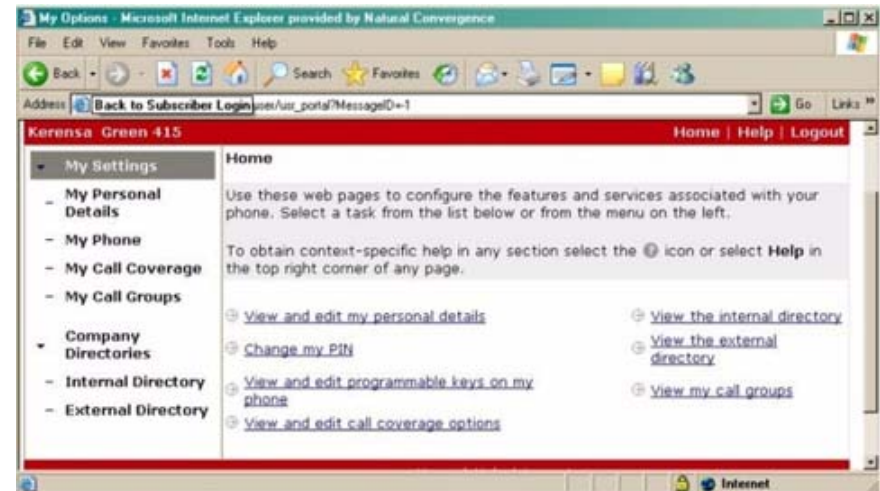 My Options - Microsoft Internet Explorer provided by Natural Convergence
File Edit View Favorites Tools Help
Back Search Favorites
Address Back to Subscriber Login user/usr_portal?MessageID=-1 Go Links »
Kerensa Green 415 Home | Help | Logout
My Settings
My Personal
Details
- My Phone
- My Call Coverage
- My Call Groups
Company
Directories
- Internal Directory
- External Directory
Home
Use these web pages to configure the features and services associated with your
phone. Select a task from the list below or from the menu on the left.
To obtain context-specific help in any section select the icon or select Help in
the top right corner of any page.
View and edit my personal details
Change my PIN
View and edit programmable keys on my
phone
View and edit call coverage options
View the internal directory
View the external
directory
View my call groups
Internet